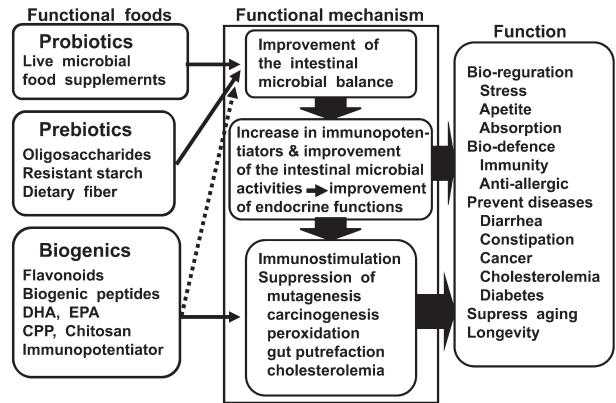 Functional foods
Probiotics
Live microbial
food supplemernts
Prebiotics
Oligosaccharides
Resistant starch
Dietary fiber
Biogenics
Flavonoids
Biogenic peptides
DHA, EPA
CPP, Chitosan
Immunopotentiator
Functional mechanism
Improvement of
the intestinal
microbial balance
Increase in immunopoten-
tiators & improvement
of the intestinal microbial
activities → improvement
of endocrine functions
Immunostimulation
Suppression of
mutagenesis
carcinogenesis
peroxidation
gut putrefaction
cholesterolemia
Function
Bio-reguration
Stress
Apetite
Absorption
Bio-defence
Immunity
Anti-allergic
Prevent diseases
Diarrhea
Constipation
Cancer
Cholesterolemia
Diabetes
Supress aging
Longevity